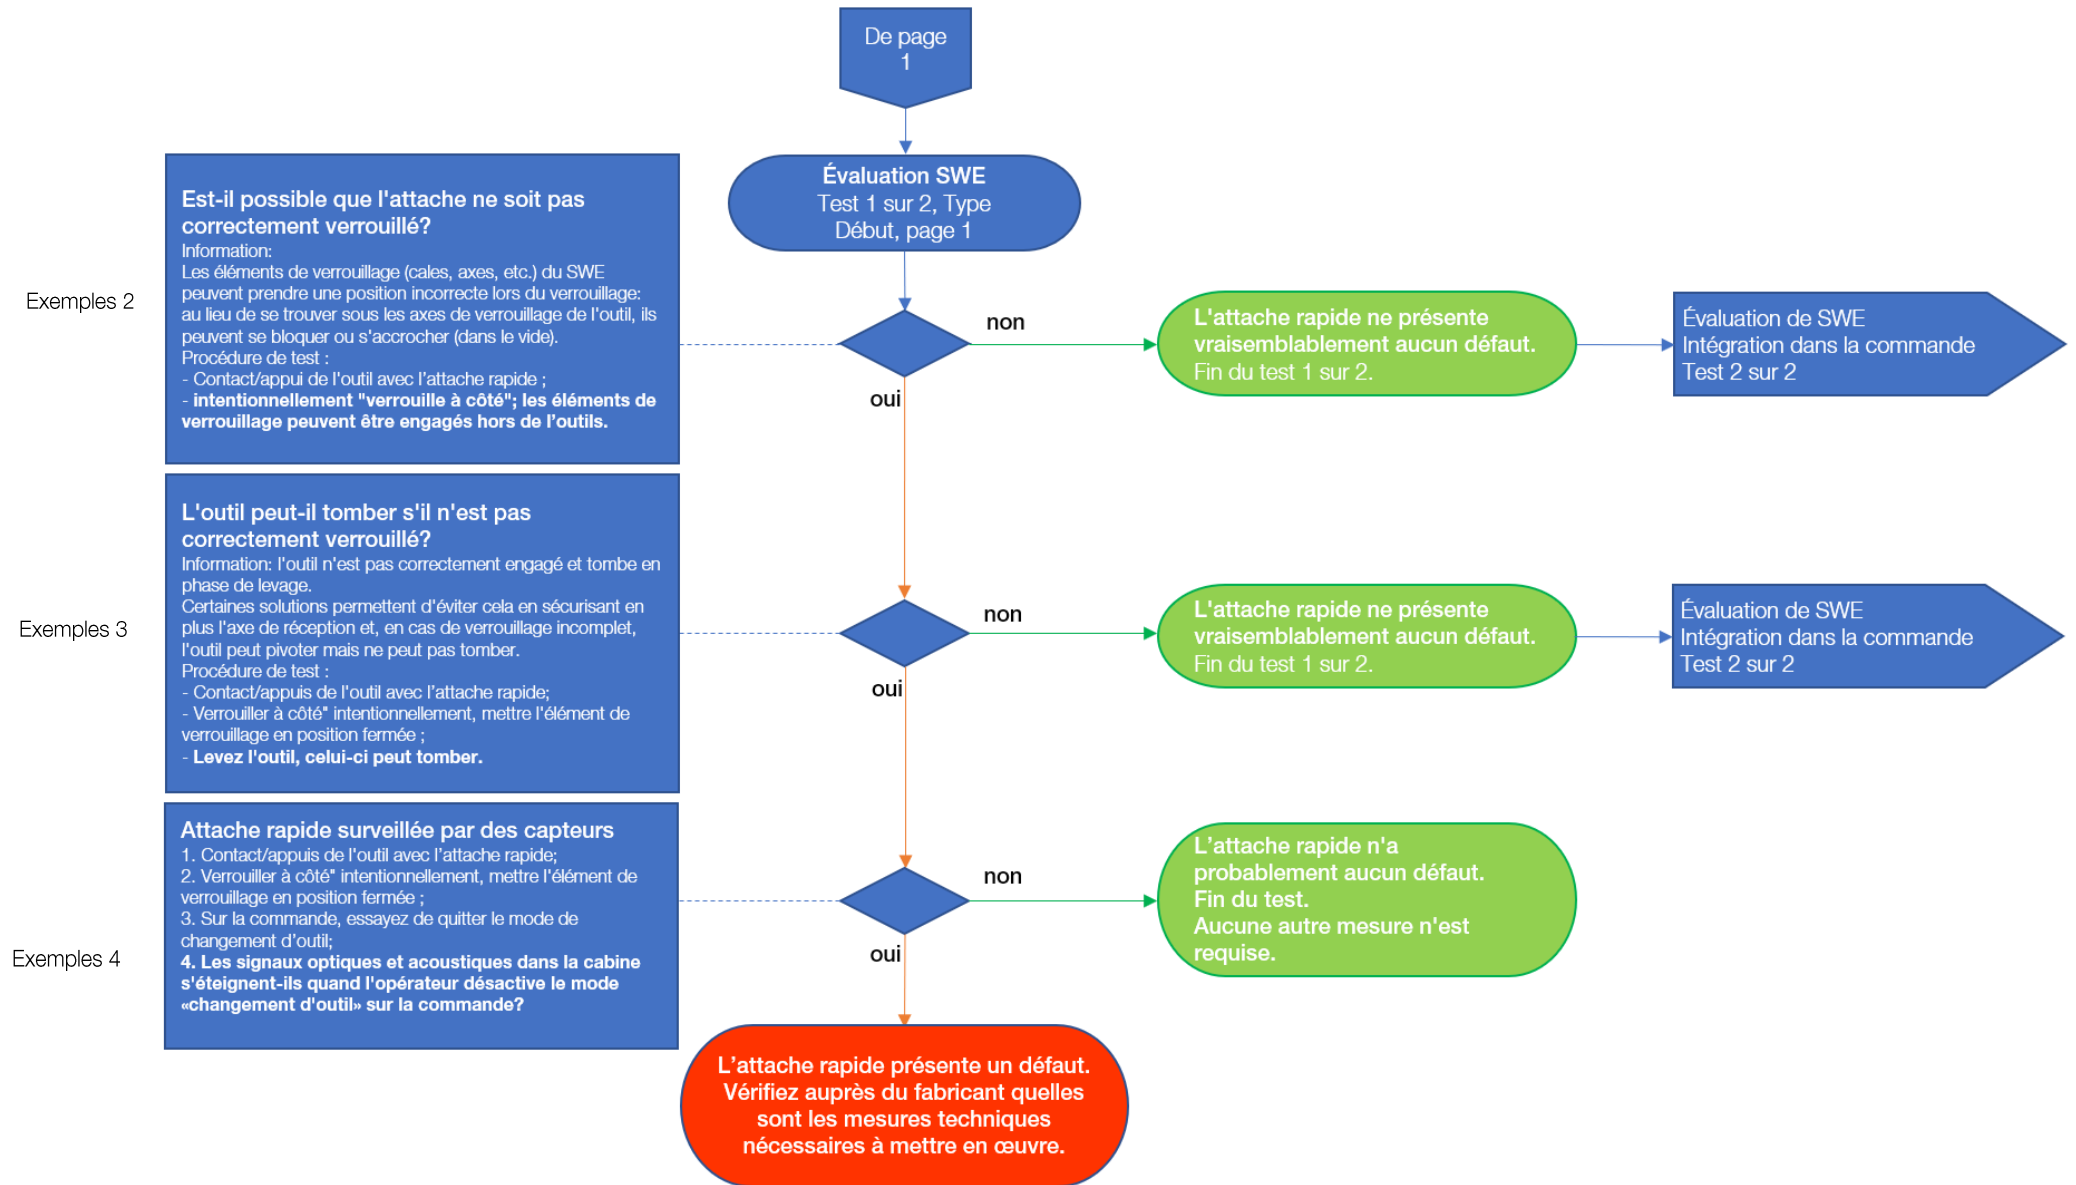 De page
1
Évaluation SWE
Test 1 sur 2, Type
Début, page 1
Exemples 2
Est-il possible que l'attache ne soit pas
correctement verrouillé?
Information:
Les éléments de verrouillage (cales, axes, etc.) du SWE
peuvent prendre une position incorrecte lors du verrouillage:
au lieu de se trouver sous les axes de verrouillage de l'outil, ils
peuvent se bloquer ou s'accrocher (dans le vide).
Procédure de test :
- Contact/appui de l'outil avec l’attache rapide ;
- intentionnellement "verrouille à côté"; les éléments de
verrouillage peuvent être engagés hors de l’outils.
non
oui
L'attache rapide ne présente
vraisemblablement aucun défaut.
Fin du test 1 sur 2.
Évaluation de SWE
Intégration dans la commande
Test 2 sur 2
Exemples 3
L'outil peut-il tomber s'il n'est pas
correctement verrouillé?
Information: l'outil n'est pas correctement engagé et tombe en
phase de levage.
Certaines solutions permettent d'éviter cela en sécurisant en
plus l'axe de réception et, en cas de verrouillage incomplet,
l'outil peut pivoter mais ne peut pas tomber.
Procédure de test :
- Contact/appuis de l'outil avec l’attache rapide;
- Verrouiller à côté" intentionnellement, mettre l'élément de
verrouillage en position fermée ;
- Levez l'outil, celui-ci peut tomber.
non
oui
L'attache rapide ne présente
vraisemblablement aucun défaut.
Fin du test 1 sur 2.
Évaluation de SWE
Intégration dans la commande
Test 2 sur 2
Exemples 4
Attache rapide surveillée par des capteurs
1. Contact/appuis de l'outil avec l’attache rapide;
2. Verrouiller à côté" intentionnellement, mettre l'élément de
verrouillage en position fermée ;
3. Sur la commande, essayez de quitter le mode de
changement d’outil;
4. Les signaux optiques et acoustiques dans la cabine
s'éteignent-ils quand l'opérateur désactive le mode
«changement d'outil» sur la commande?
non
oui
L’attache rapide n'a
probablement aucun défaut.
Fin du test.
Aucune autre mesure n'est
requise.
L’attache rapide présente un défaut.
Vérifiez auprès du fabricant quelles
sont les mesures techniques
nécessaires à mettre en œuvre.